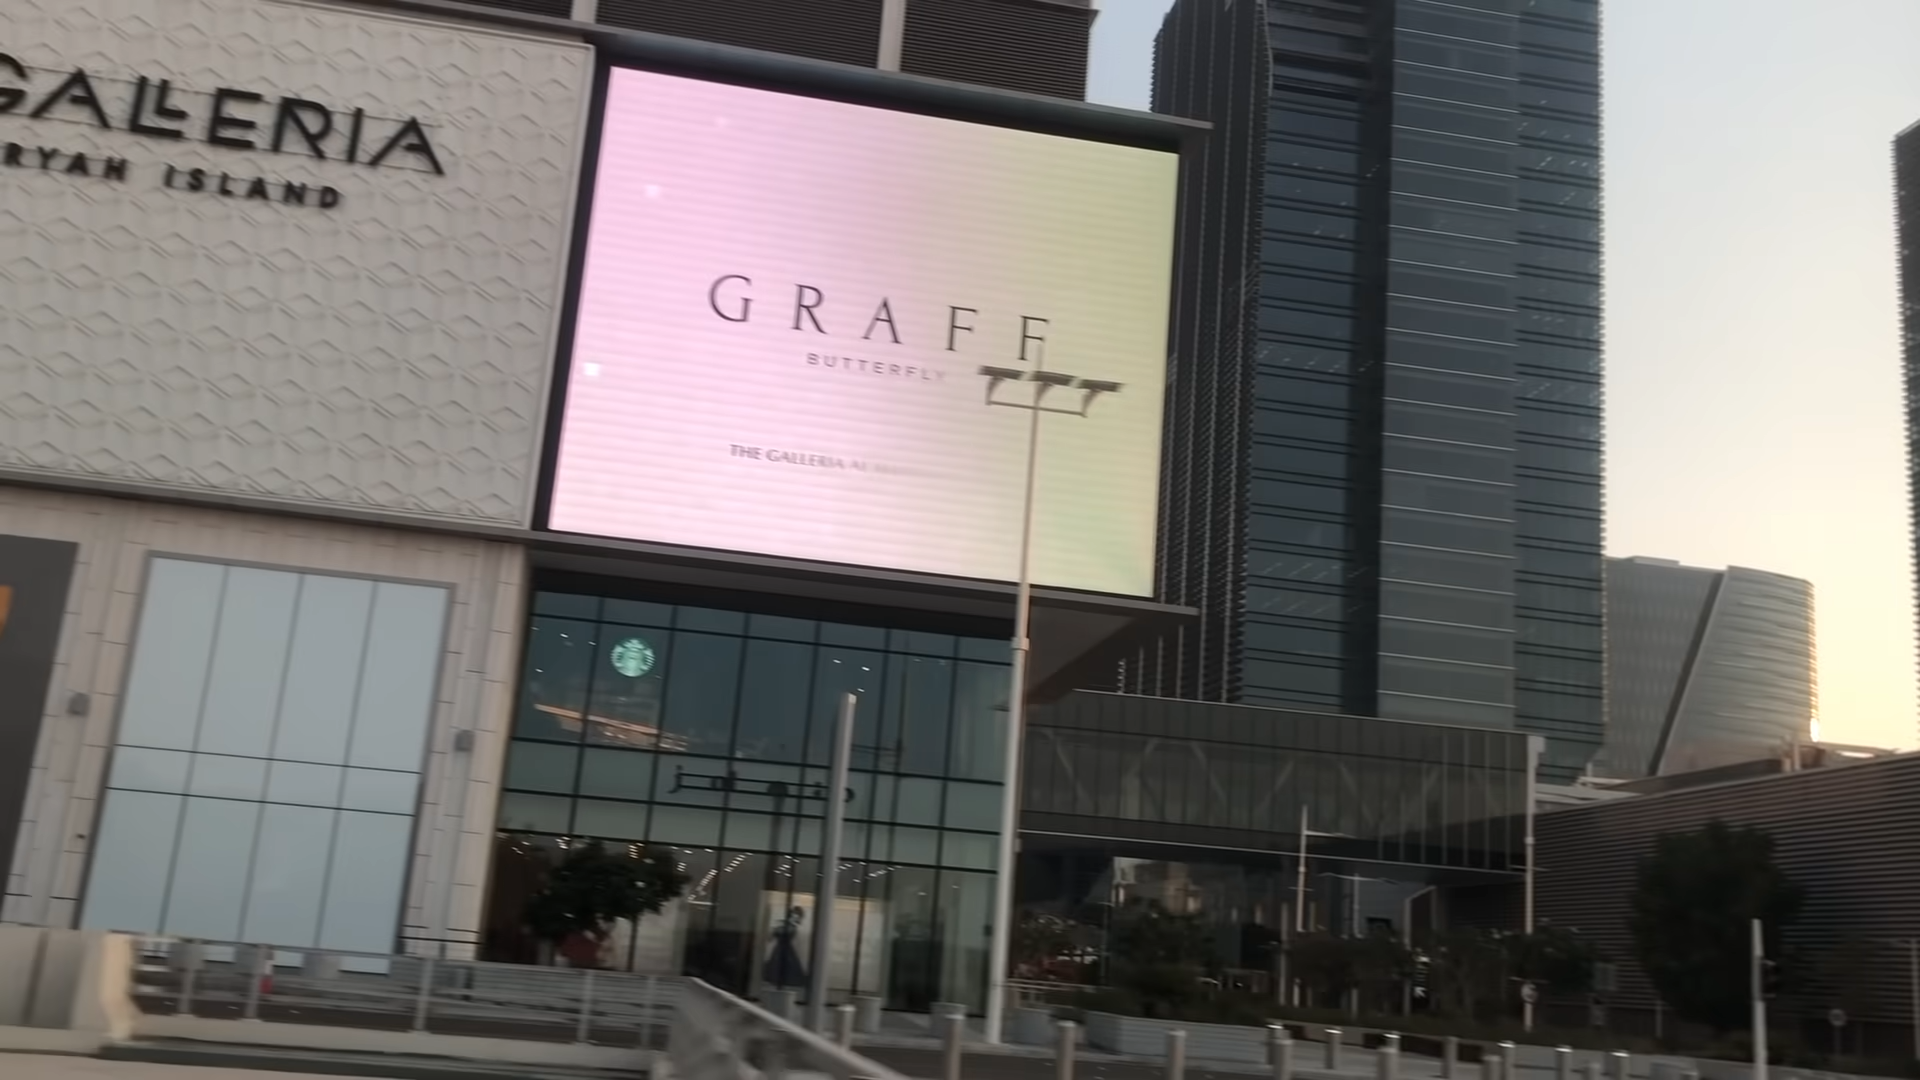 GALLERIA
RYAH ISLAND
GRAFF
BUTTERFLY
THE GALLERIA AL